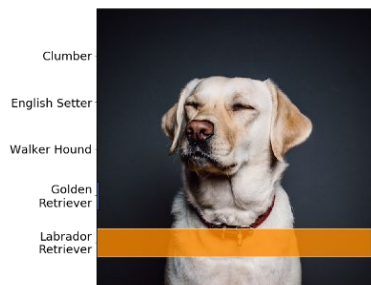 Clumber
English Setter
Walker Hound
Golden
Retriever
Labrador
Retriever